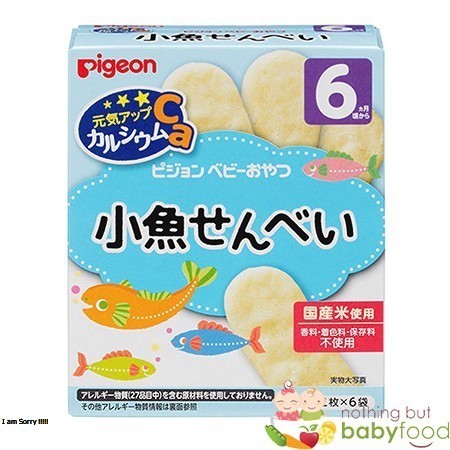 Pigeon
元気アップ
カルシウム
Ca
6
ヵ月
頃から
ピジョン ベビーおやつ
小魚せんべい
国産米使用
香料・着色料・保存料
不使用
実物大写真
アレルギー物質(27品目中)を含む原材料を使用しておりません。
その他アレルギー物質情報は裏面参照
枚×6袋
I am Sorry !!!!!
nothing but
babyfood